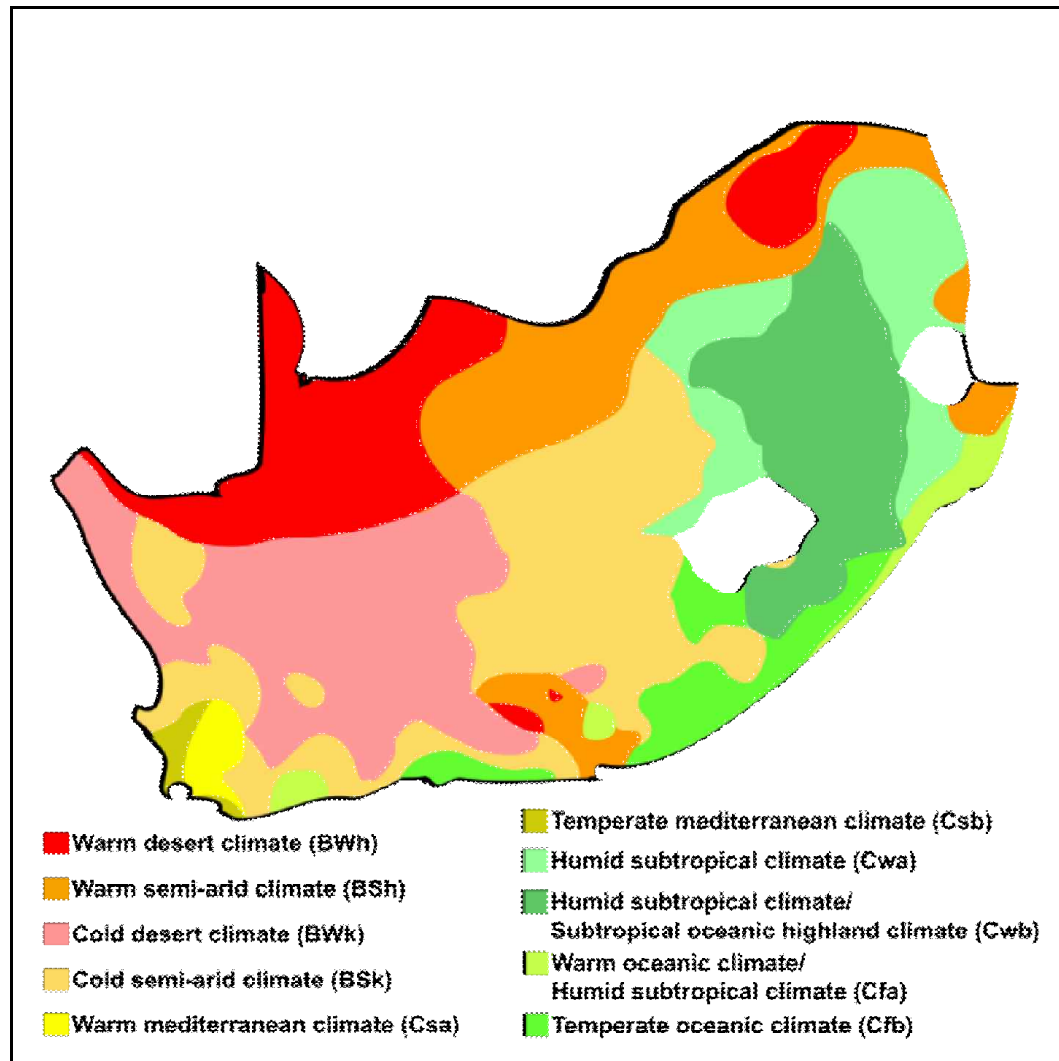 Warm desert climate (BWh)
Warm semi-arid climate (BSh)
Cold desert climate (BWk)
Cold semi-arid climate (BSk)
Warm mediterranean climate (Csa)
Temperate mediterranean climate (Csb)
Humid subtropical climate (Cwa)
Humid subtropical climate/
Subtropical oceanic highland climate (Cwb)
Warm oceanic climate/
Humid subtropical climate (Cfa)
Temperate oceanic climate (Cfb)